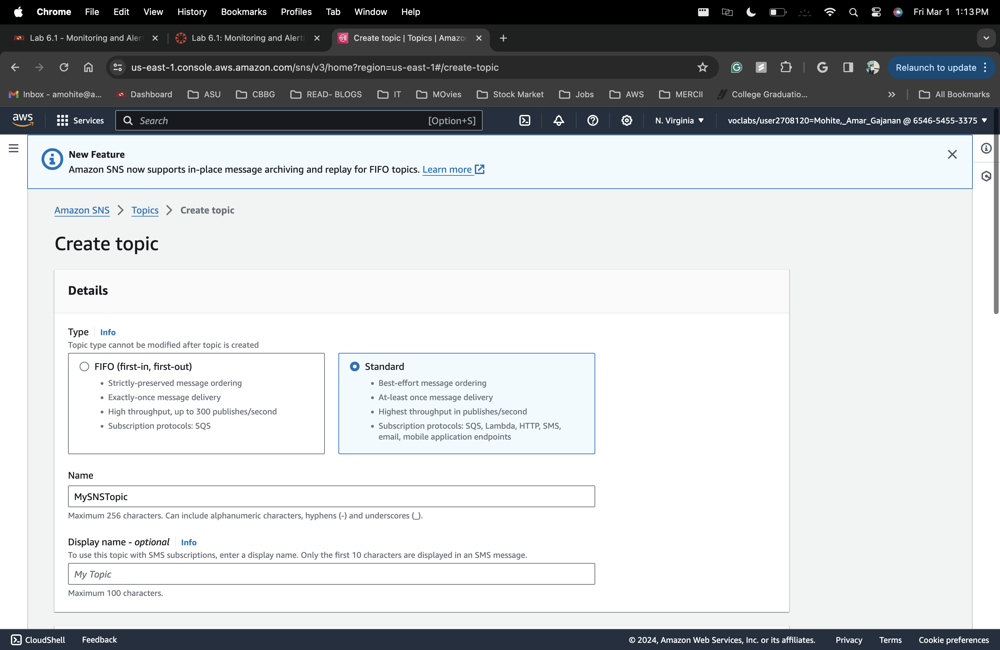 Chrome File Edit View History Bookmarks Profiles Tab Window Help Fri Mar 1 1:13 PM
Lab 6.1 - Monitoring and Aler Lab 6.1: Monitoring and Alerti Create topic | Topics | Amazo
us-east-1.console.aws.amazon.com/sns/v3/home?region=us-east-1#/create-topic Relaunch to update
Inbox - amohite@a... Dashboard ASU CBBG READ- BLOGS IT MOvies Stock Market Jobs AWS MERCII College Graduatio... All Bookmarks
aws Services Search [Option+S] N. Virginia voclabs/user2708120=Mohite,_Amar_Gajanan @ 6546-5455-3375
New Feature
Amazon SNS now supports in-place message archiving and replay for FIFO topics. Learn more
Amazon SNS > Topics > Create topic
Create topic
Details
Type Info
Topic type cannot be modified after topic is created
FIFO (first-in, first-out)
• Strictly-preserved message ordering
• Exactly-once message delivery
• High throughput, up to 300 publishes/second
• Subscription protocols: SQS
Standard
• Best-effort message ordering
• At-least once message delivery
• Highest throughput in publishes/second
• Subscription protocols: SQS, Lambda, HTTP, SMS,
email, mobile application endpoints
Name
MySNSTopic
Maximum 256 characters. Can include alphanumeric characters, hyphens (-) and underscores (_).
Display name - optional Info
To use this topic with SMS subscriptions, enter a display name. Only the first 10 characters are displayed in an SMS message.
My Topic
Maximum 100 characters.
CloudShell Feedback © 2024, Amazon Web Services, Inc. or its affiliates. Privacy Terms Cookie preferences